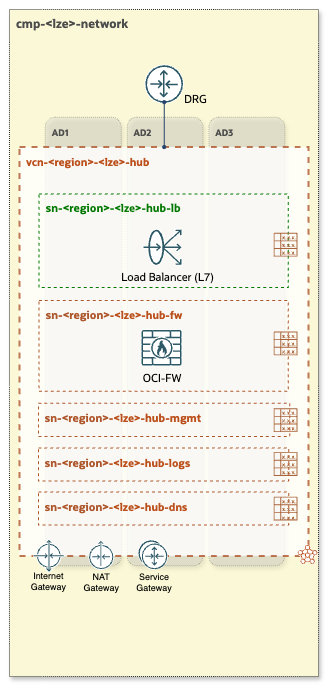 cmp-<lze>-network
DRG
AD1
AD2
AD3
vcn-<region>-<lze>-hub
sn-<region>-<lze>-hub-lb
Load Balancer (L7)
sn-<region>-<lze>-hub-fw
OCI-FW
sn-<region>-<lze>-hub-mgmt
sn-<region>-<lze>-hub-logs
sn-<region>-<lze>-hub-dns
Internet
Gateway
NAT
Gateway
Service
Gateway